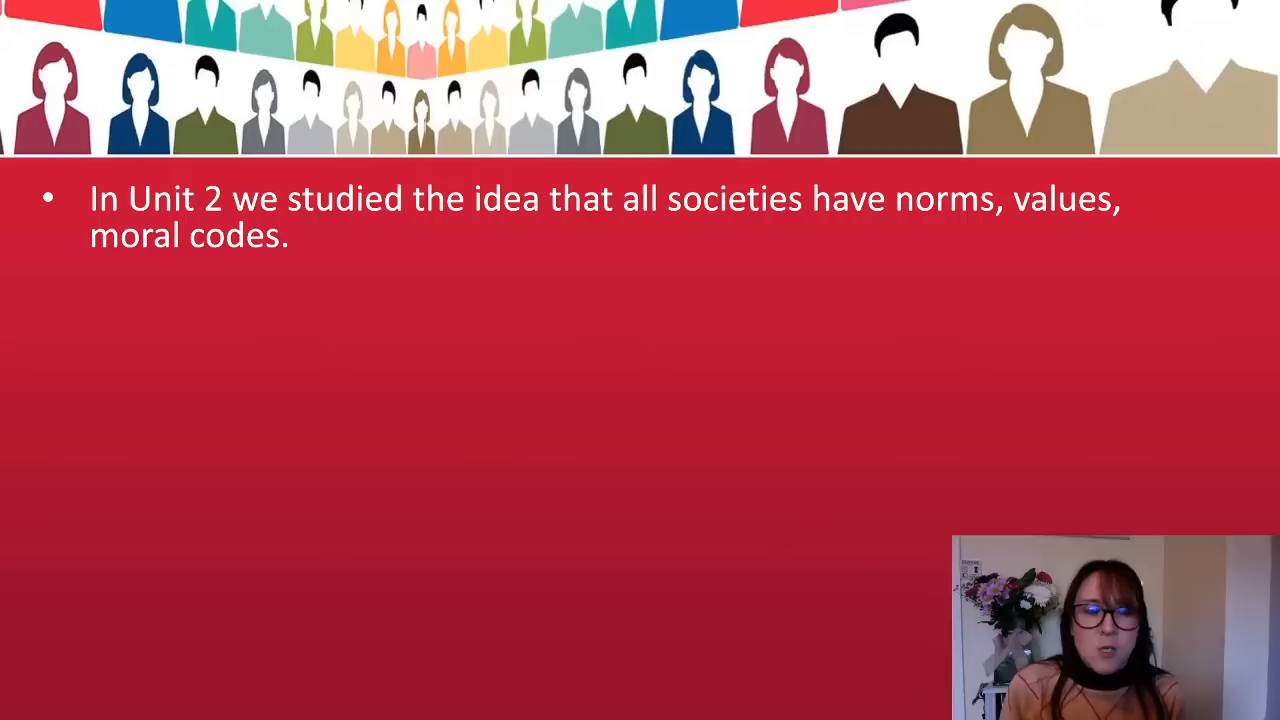 • In Unit 2 we studied the idea that all societies have norms, values,
moral codes.